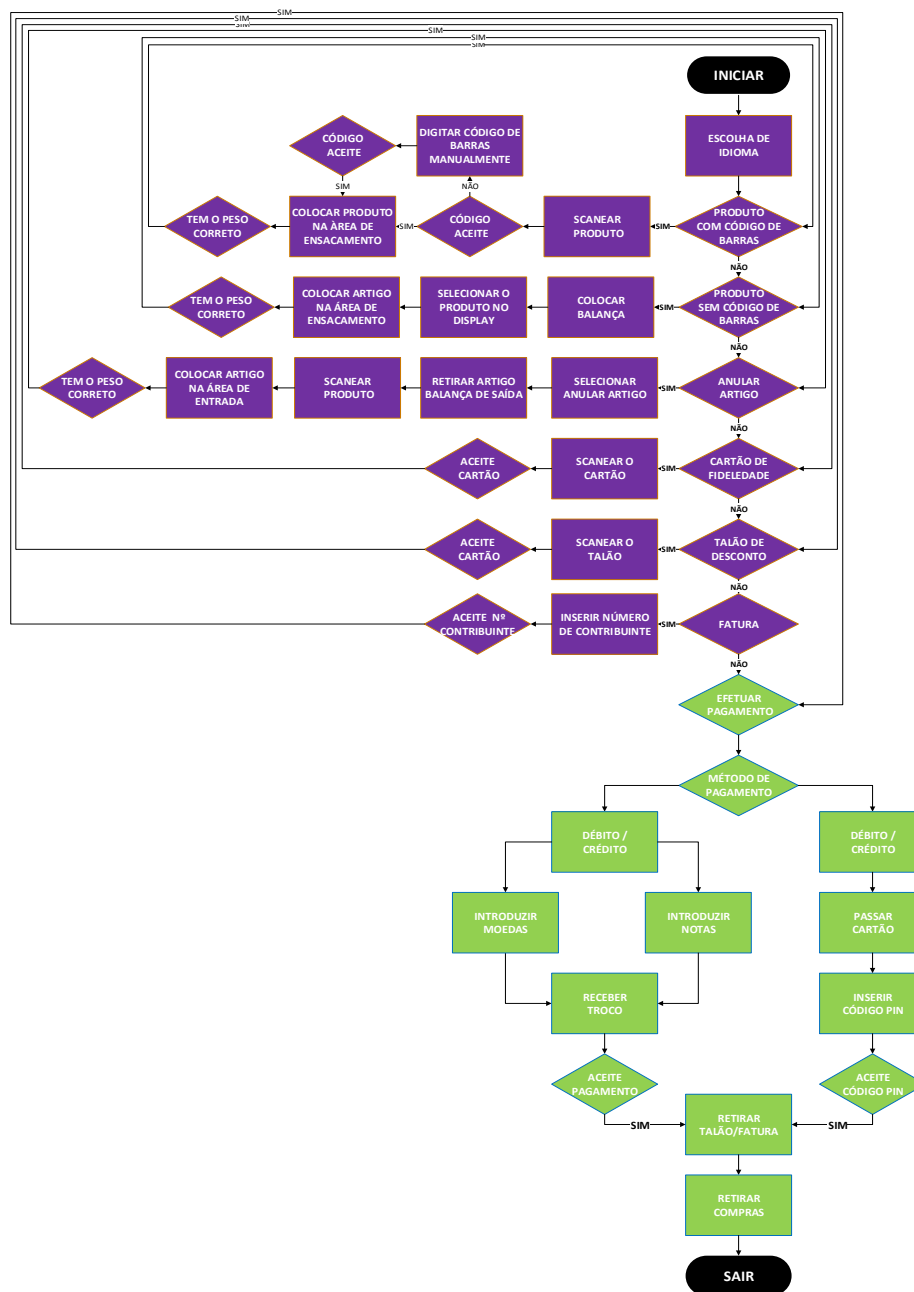 SIM
SIM
SIM
SIM
SIM
SIM
INICIAR
ESCOLHA DE
IDIOMA
CÓDIGO
ACEITE
DIGITAR CÓDIGO DE
BARRAS
MANUALMENTE
SIM
NÃO
TEM O PESO
CORRETO
COLOCAR PRODUTO
NA ÀREA DE
ENSACAMENTO
SIM
CÓDIGO
ACEITE
SCANEAR
PRODUTO
SIM
PRODUTO
COM CÓDIGO DE
BARRAS
NÃO
TEM O PESO
CORRETO
COLOCAR ARTIGO
NA ÁREA DE
ENSACAMENTO
SELECIONAR O
PRODUTO NO
DISPLAY
COLOCAR
BALANÇA
SIM
PRODUTO
SEM CÓDIGO DE
BARRAS
NÃO
TEM O PESO
CORRETO
COLOCAR ARTIGO
NA ÁREA DE
ENTRADA
SCANEAR
PRODUTO
RETIRAR ARTIGO
BALANÇA DE SAÍDA
SELECIONAR
ANULAR ARTIGO
SIM
ANULAR
ARTIGO
NÃO
ACEITE
CARTÃO
SCANEAR O
CARTÃO
SIM
CARTÃO DE
FIDELEDADE
NÃO
ACEITE
CARTÃO
SCANEAR O
TALÃO
SIM
TALÃO DE
DESCONTO
NÃO
ACEITE Nº
CONTRIBUINTE
INSERIR NÚMERO
DE CONTRIBUINTE
SIM
FATURA
NÃO
EFETUAR
PAGAMENTO
MÉTODO DE
PAGAMENTO
DÉBITO /
CRÉDITO
DÉBITO /
CRÉDITO
INTRODUZIR
MOEDAS
INTRODUZIR
NOTAS
PASSAR
CARTÃO
RECEBER
TROCO
INSERIR
CÓDIGO PIN
ACEITE
PAGAMENTO
ACEITE
CÓDIGO PIN
SIM
RETIRAR
TALÃO/FATURA
SIM
RETIRAR
COMPRAS
SAIR